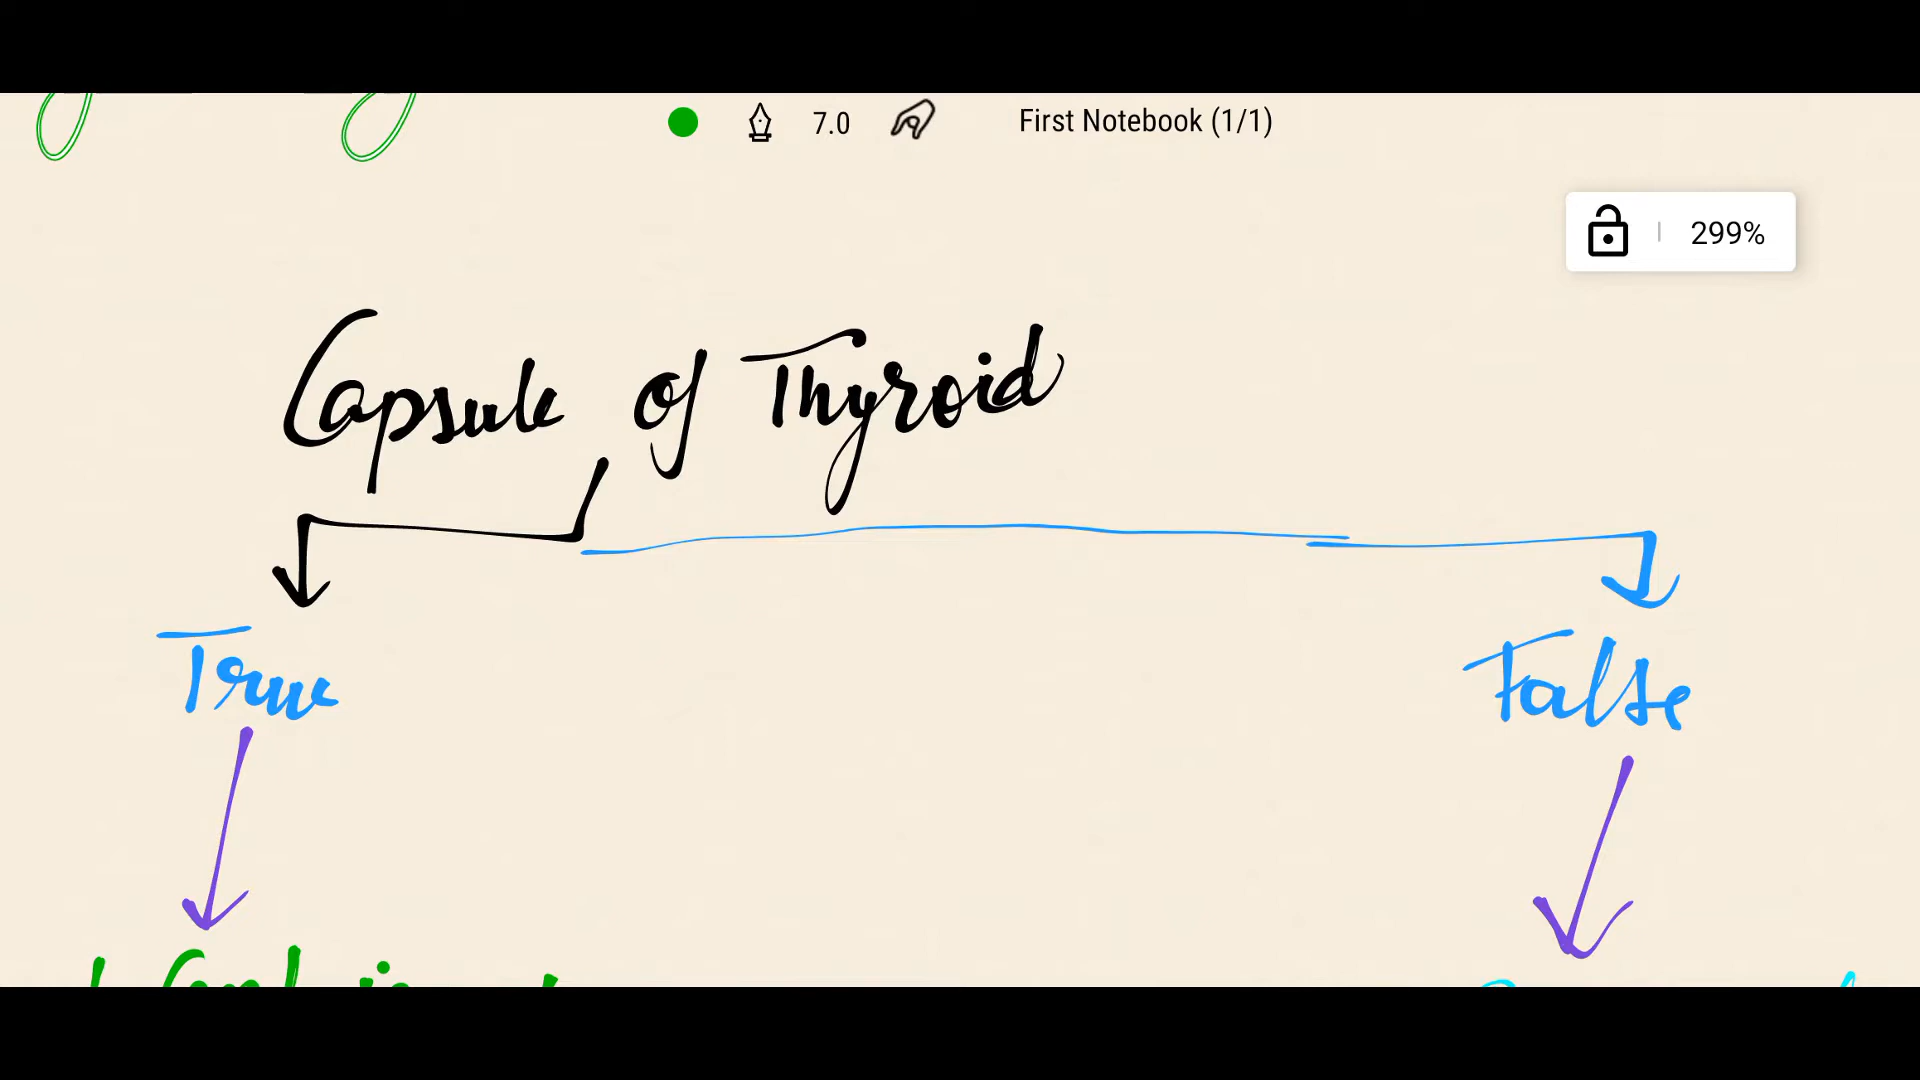 7.0 First Notebook (1/1)
299%
Capsule of Thyroid
True False